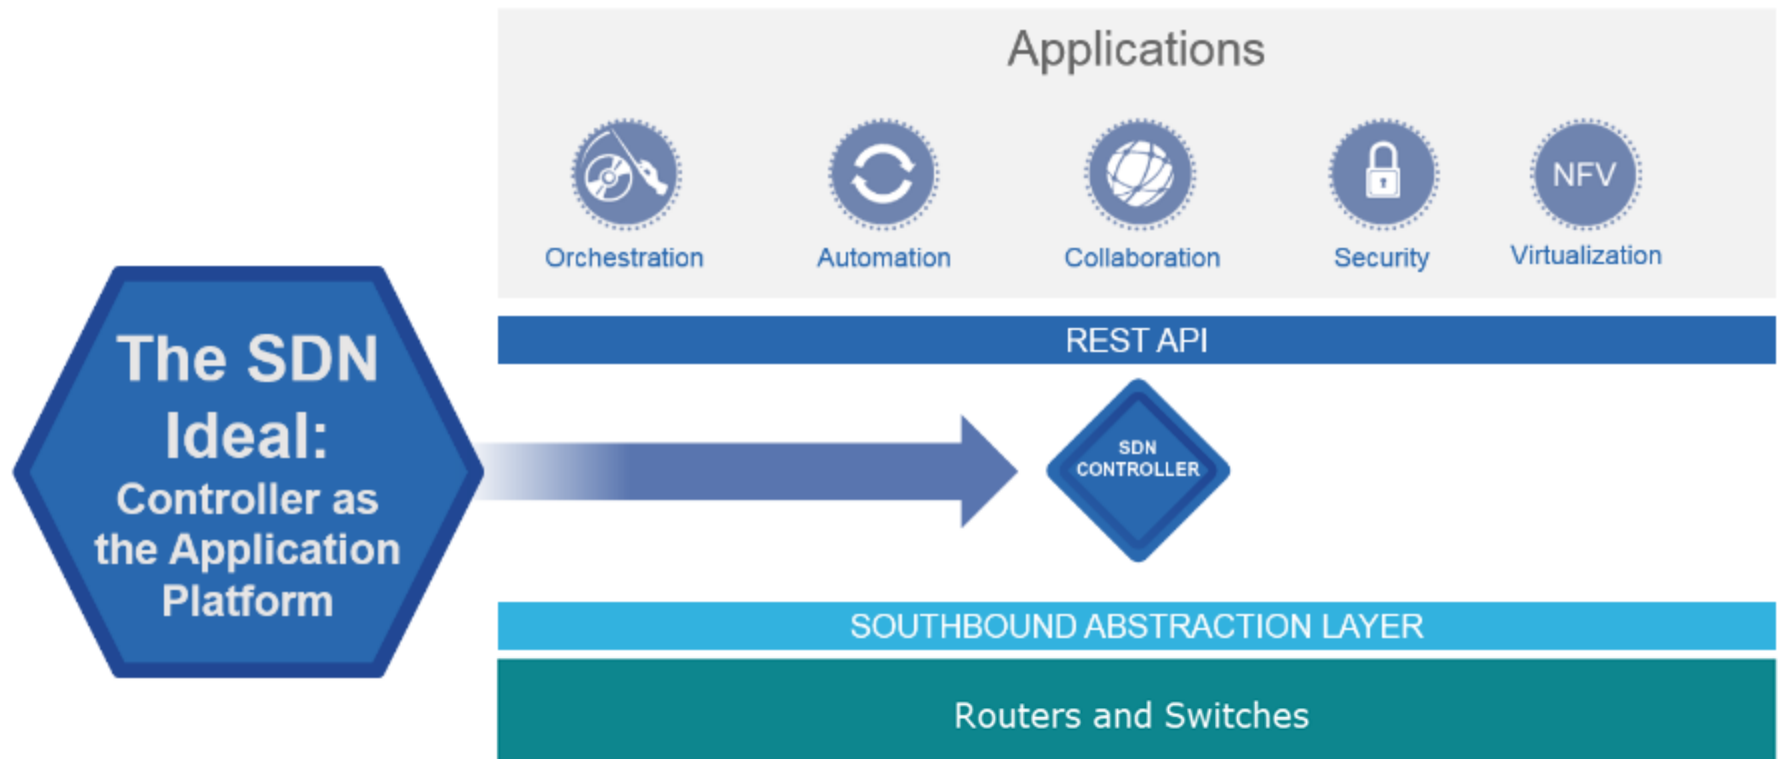 Applications
NFV
Orchestration
Automation
Collaboration
Security
Virtualization
REST API
The SDN
Ideal:
Controller as
the Application
Platform
SDN
CONTROLLER
SOUTHBOUND ABSTRACTION LAYER
Routers and Switches